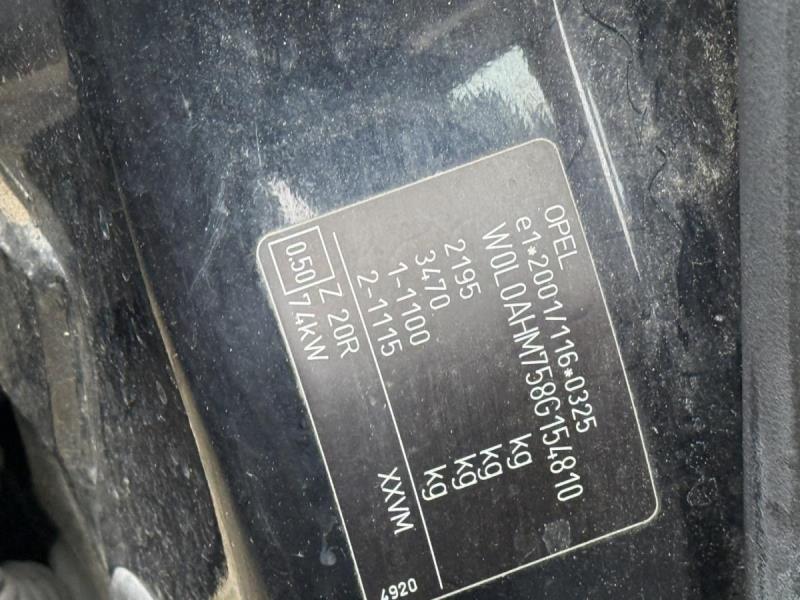 OPEL
e1*2001/116*0325
W0L0AHM758G154810
2195 kg
3470 kg
1-1100 kg
2-1115 kg
Z 20R XXVM
0.50 74kW
4920